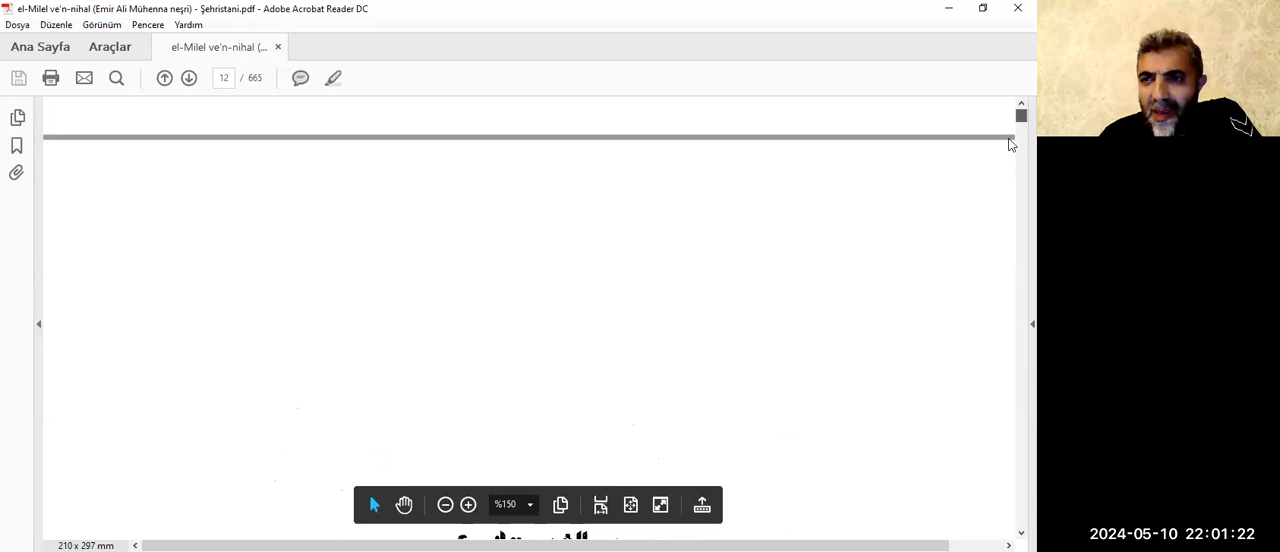 el-Milel ve'n-nihal (Emir Ali Mühenna neşri) - Şehristani.pdf - Adobe Acrobat Reader DC
Dosya Düzenle Görünüm Pencere Yardım
Ana Sayfa Araçlar el-Milel ve'n-nihal (... ×
12 / 665
%150
210 x 297 mm
2024-05-10 22:01:22